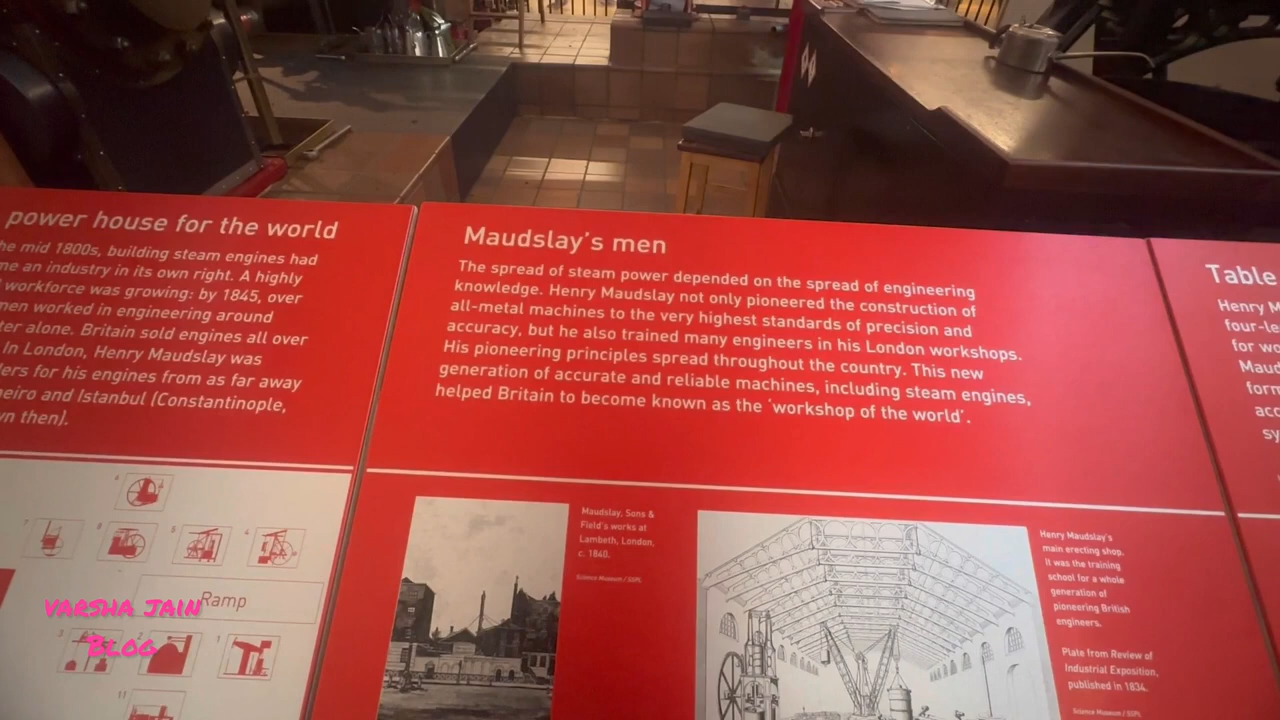 power house for the world
he mid 1800s, building steam engines had
me an industry in its own right. A highly
workforce was growing: by 1845, over
men worked in engineering around
ter alone. Britain sold engines all over
In London, Henry Maudslay was
ders for his engines from as far away
neiro and Istanbul (Constantinople,
wn then).
Maudslay's men
The spread of steam power depended on the spread of engineering
knowledge. Henry Maudslay not only pioneered the construction of
all-metal machines to the very highest standards of precision and
accuracy, but he also trained many engineers in his London workshops.
His pioneering principles spread throughout the country. This new
generation of accurate and reliable machines, including steam engines,
helped Britain to become known as the 'workshop of the world'.
Table
Henry M
four-le
for wo
Maud
form
acc
sy
Maudslay, Sons &
Field's works at
Lambeth, London,
c. 1840.
Science Museum / SSPL
Henry Maudslay's
main erecting shop.
It was the training
school for a whole
generation of
pioneering British
engineers.
Plate from Review of
Industrial Exposition,
published in 1834.
Science Museum / SSPL
6
7
8
5
4
Ramp
3
1
11
VARSHA JAIN
BLOG